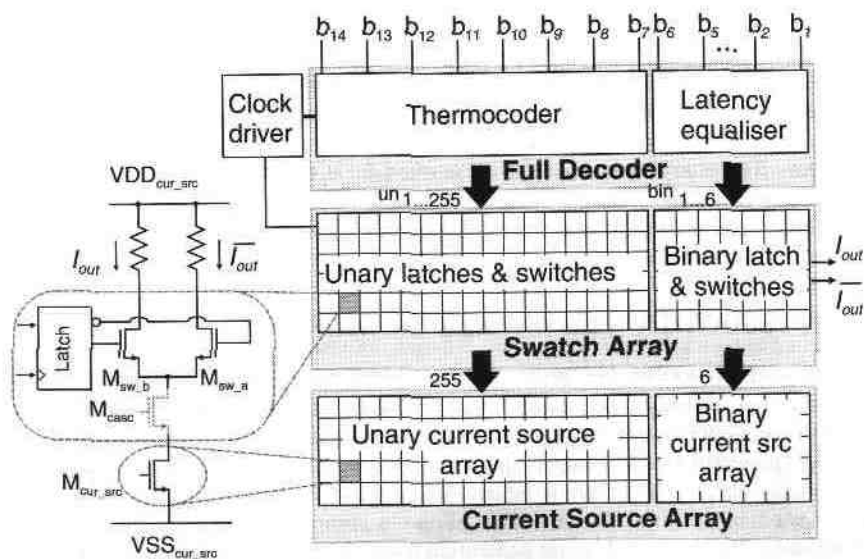 b14 b13 b12 b11 b10 b9 b8 b7 b6 b5 ... b2 b1
Clock driver
Thermocoder
Latency equaliser
Full Decoder
un 1...255
bin 1...6
VDDcur_src
Iout
Iout
Unary latches & switches
Binary latch & switches
Iout
Iout
Latch
Msw_b
Msw_a
Swatch Array
Mcasc
255
6
Unary current source array
Binary current src array
Mcur_src
Current Source Array
VSScur_src